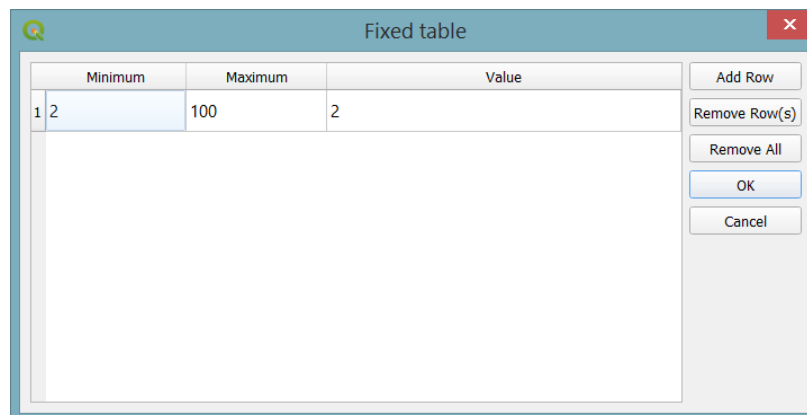 Fixed table
Minimum Maximum Value
1 2 100 2
Add Row
Remove Row(s)
Remove All
OK
Cancel